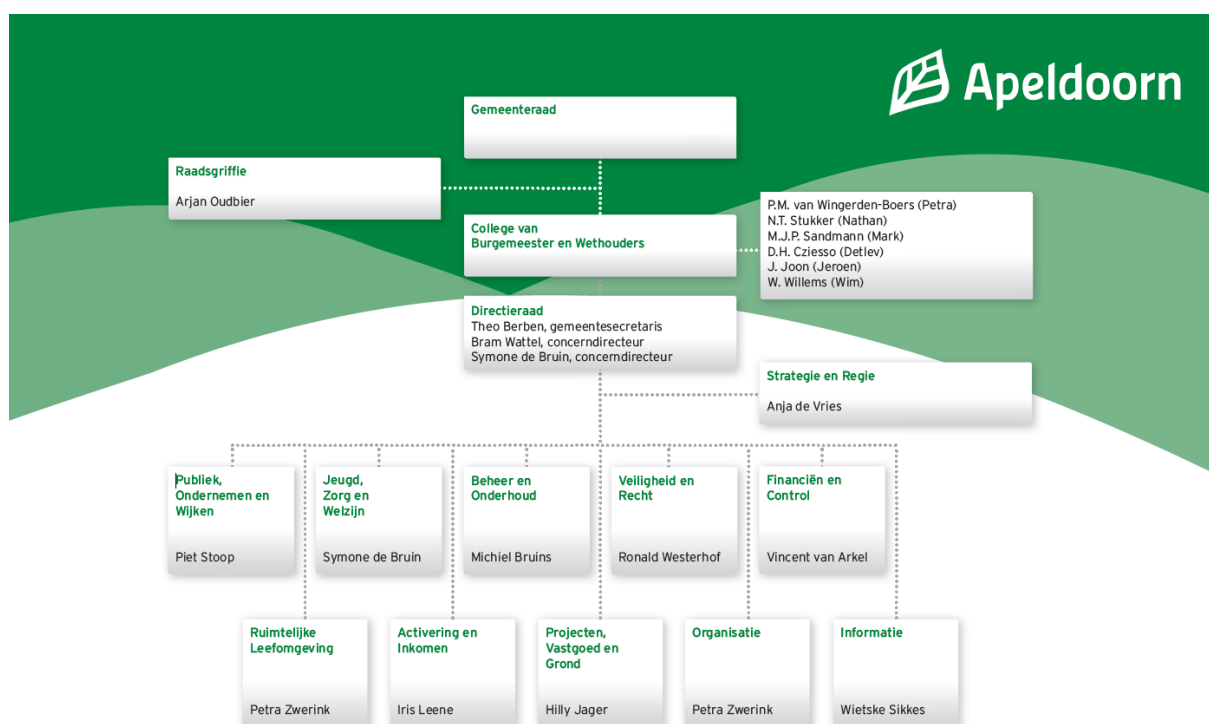 Apeldoorn
Gemeenteraad
Raadsgriffie
Arjan Oudbier
College van
Burgemeester en Wethouders
P.M. van Wingerden-Boers (Petra)
N.T. Stukker (Nathan)
M.J.P. Sandmann (Mark)
D.H. Cziesso (Detlev)
J. Joon (Jeroen)
W. Willems (Wim)
Directieraad
Theo Berben, gemeentesecretaris
Bram Wattel, concerndirecteur
Symone de Bruin, concerndirecteur
Strategie en Regie
Anja de Vries
Publiek,
Ondernemen en
Wijken
Piet Stoop
Jeugd,
Zorg en
Welzijn
Symone de Bruin
Beheer en
Onderhoud
Michiel Bruins
Veiligheid en
Recht
Ronald Westerhof
Financiën en
Control
Vincent van Arkel
Ruimtelijke
Leefomgeving
Petra Zwerink
Activering en
Inkomen
Iris Leene
Projecten,
Vastgoed en
Grond
Hilly Jager
Organisatie
Petra Zwerink
Informatie
Wietske Sikkes